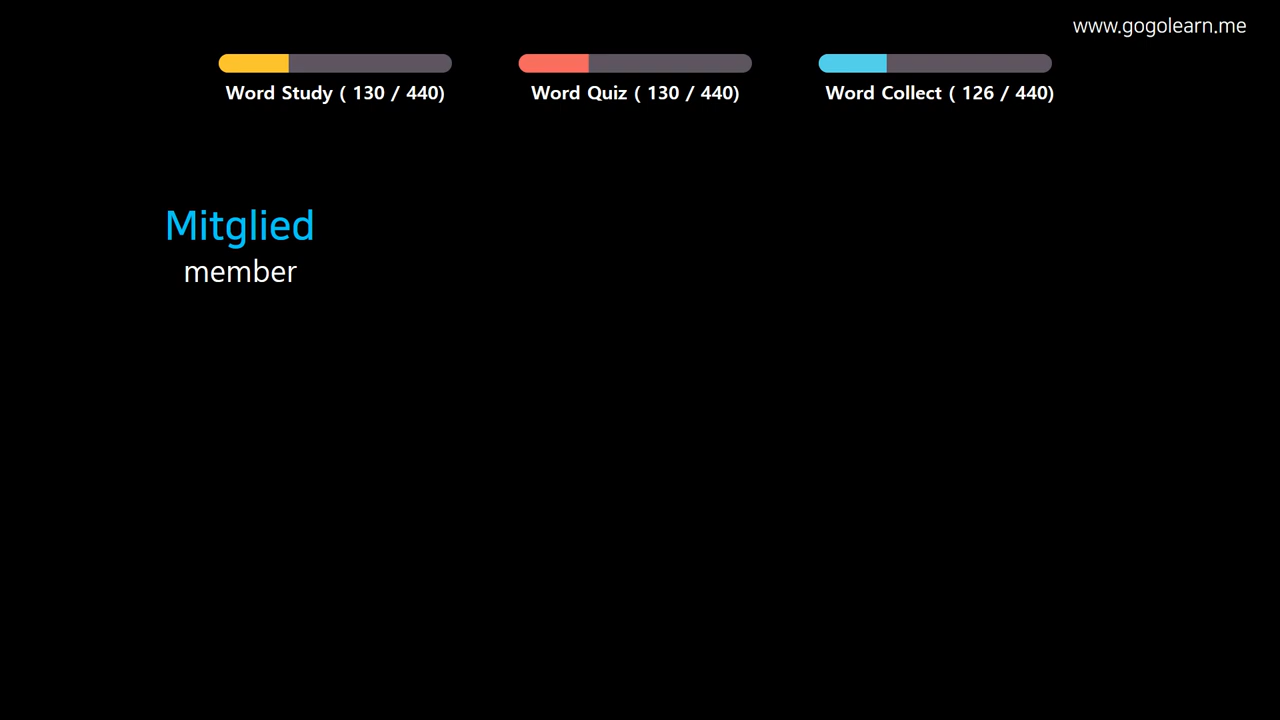 www.gogolearn.me
Word Study ( 130 / 440)
Word Quiz ( 130 / 440)
Word Collect ( 126 / 440)
Mitglied
member